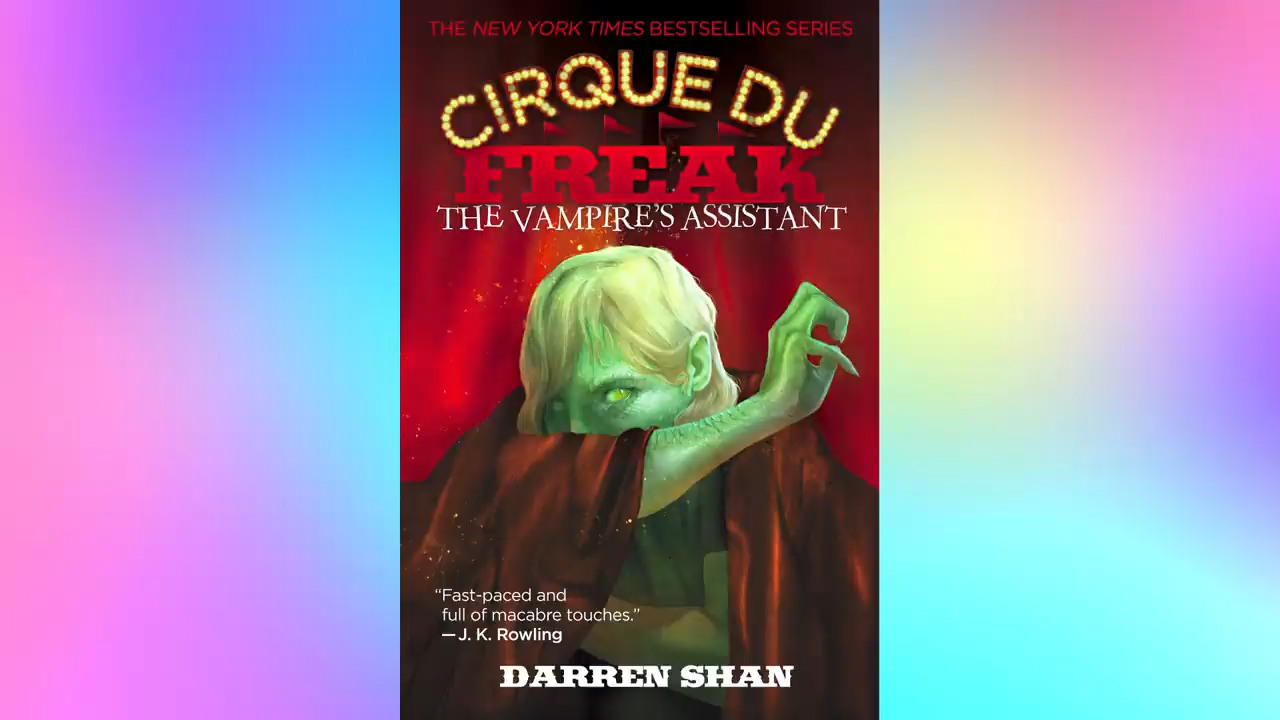 THE NEW YORK TIMES BESTSELLING SERIES
CIRQUE DU
FREAK
THE VAMPIRE'S ASSISTANT
“Fast-paced and
full of macabre touches.”
—J. K. Rowling
DARREN SHAN